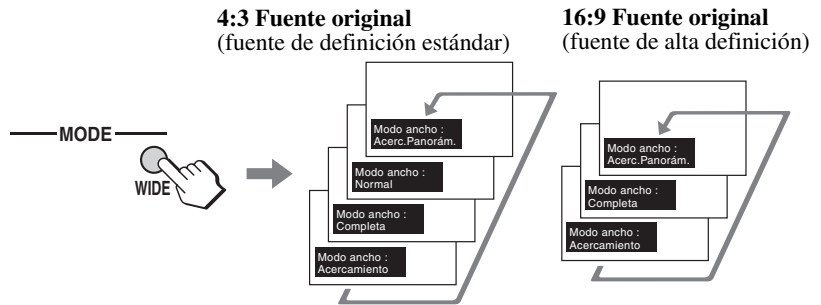 4:3 Fuente original
(fuente de definición estándar)
16:9 Fuente original
(fuente de alta definición)
MODE
WIDE
Modo ancho :
Acerc.Panorám.
Modo ancho :
Normal
Modo ancho :
Completa
Modo ancho :
Acercamiento
Modo ancho :
Acerc.Panorám.
Modo ancho :
Completa
Modo ancho :
Acercamiento